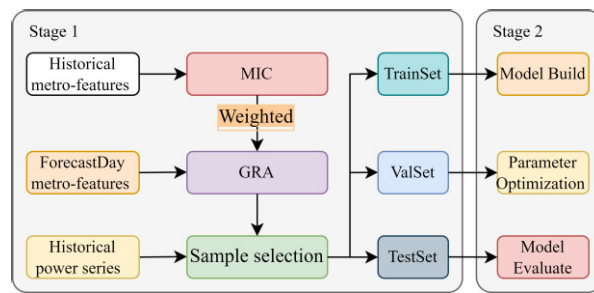 Stage 1
Stage 2
Historical
metro-features
MIC
TrainSet
Model Build
Weighted
ForecastDay
metro-features
GRA
ValSet
Parameter
Optimization
Historical
power series
Sample selection
TestSet
Model
Evaluate